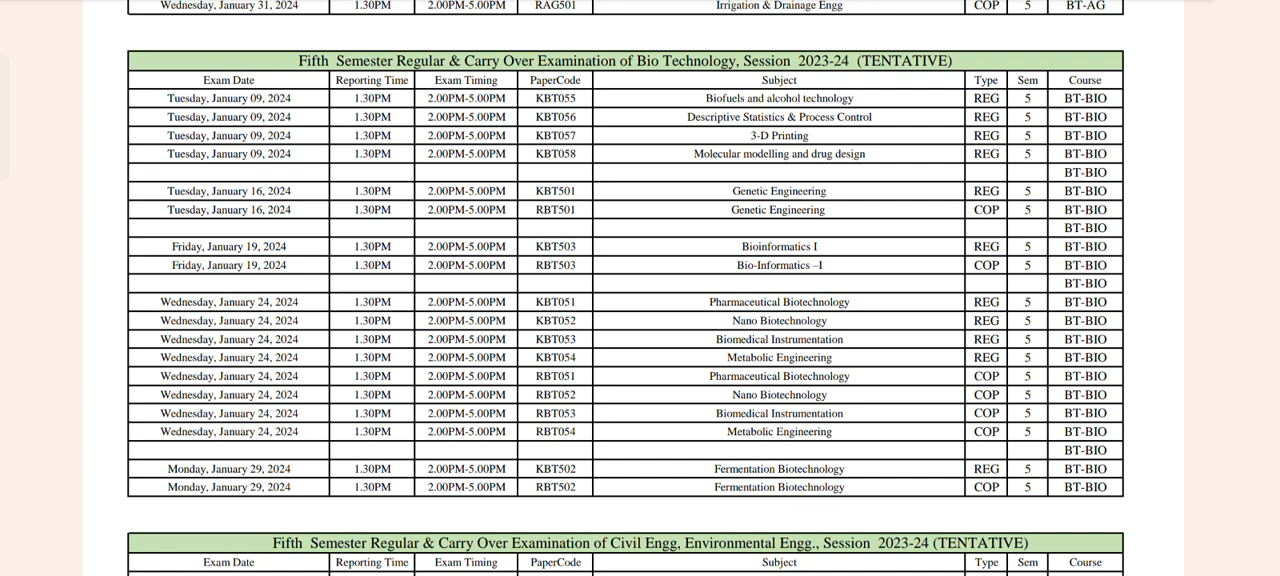 Wednesday, January 31, 2024 1.30PM 2.00PM-5.00PM RAG501 Irrigation & Drainage Engg COP 5 BT-AG
Fifth Semester Regular & Carry Over Examination of Bio Technology, Session 2023-24 (TENTATIVE)
Exam Date Reporting Time Exam Timing PaperCode Subject Type Sem Course
Tuesday, January 09, 2024 1.30PM 2.00PM-5.00PM KBT055 Biofuels and alcohol technology REG 5 BT-BIO
Tuesday, January 09, 2024 1.30PM 2.00PM-5.00PM KBT056 Descriptive Statistics & Process Control REG 5 BT-BIO
Tuesday, January 09, 2024 1.30PM 2.00PM-5.00PM KBT057 3-D Printing REG 5 BT-BIO
Tuesday, January 09, 2024 1.30PM 2.00PM-5.00PM KBT058 Molecular modelling and drug design REG 5 BT-BIO
BT-BIO
Tuesday, January 16, 2024 1.30PM 2.00PM-5.00PM KBT501 Genetic Engineering REG 5 BT-BIO
Tuesday, January 16, 2024 1.30PM 2.00PM-5.00PM RBT501 Genetic Engineering COP 5 BT-BIO
BT-BIO
Friday, January 19, 2024 1.30PM 2.00PM-5.00PM KBT503 Bioinformatics I REG 5 BT-BIO
Friday, January 19, 2024 1.30PM 2.00PM-5.00PM RBT503 Bio-Informatics –I COP 5 BT-BIO
BT-BIO
Wednesday, January 24, 2024 1.30PM 2.00PM-5.00PM KBT051 Pharmaceutical Biotechnology REG 5 BT-BIO
Wednesday, January 24, 2024 1.30PM 2.00PM-5.00PM KBT052 Nano Biotechnology REG 5 BT-BIO
Wednesday, January 24, 2024 1.30PM 2.00PM-5.00PM KBT053 Biomedical Instrumentation REG 5 BT-BIO
Wednesday, January 24, 2024 1.30PM 2.00PM-5.00PM KBT054 Metabolic Engineering REG 5 BT-BIO
Wednesday, January 24, 2024 1.30PM 2.00PM-5.00PM RBT051 Pharmaceutical Biotechnology COP 5 BT-BIO
Wednesday, January 24, 2024 1.30PM 2.00PM-5.00PM RBT052 Nano Biotechnology COP 5 BT-BIO
Wednesday, January 24, 2024 1.30PM 2.00PM-5.00PM RBT053 Biomedical Instrumentation COP 5 BT-BIO
Wednesday, January 24, 2024 1.30PM 2.00PM-5.00PM RBT054 Metabolic Engineering COP 5 BT-BIO
BT-BIO
Monday, January 29, 2024 1.30PM 2.00PM-5.00PM KBT502 Fermentation Biotechnology REG 5 BT-BIO
Monday, January 29, 2024 1.30PM 2.00PM-5.00PM RBT502 Fermentation Biotechnology COP 5 BT-BIO
Fifth Semester Regular & Carry Over Examination of Civil Engg, Environmental Engg., Session 2023-24 (TENTATIVE)
Exam Date Reporting Time Exam Timing PaperCode Subject Type Sem Course